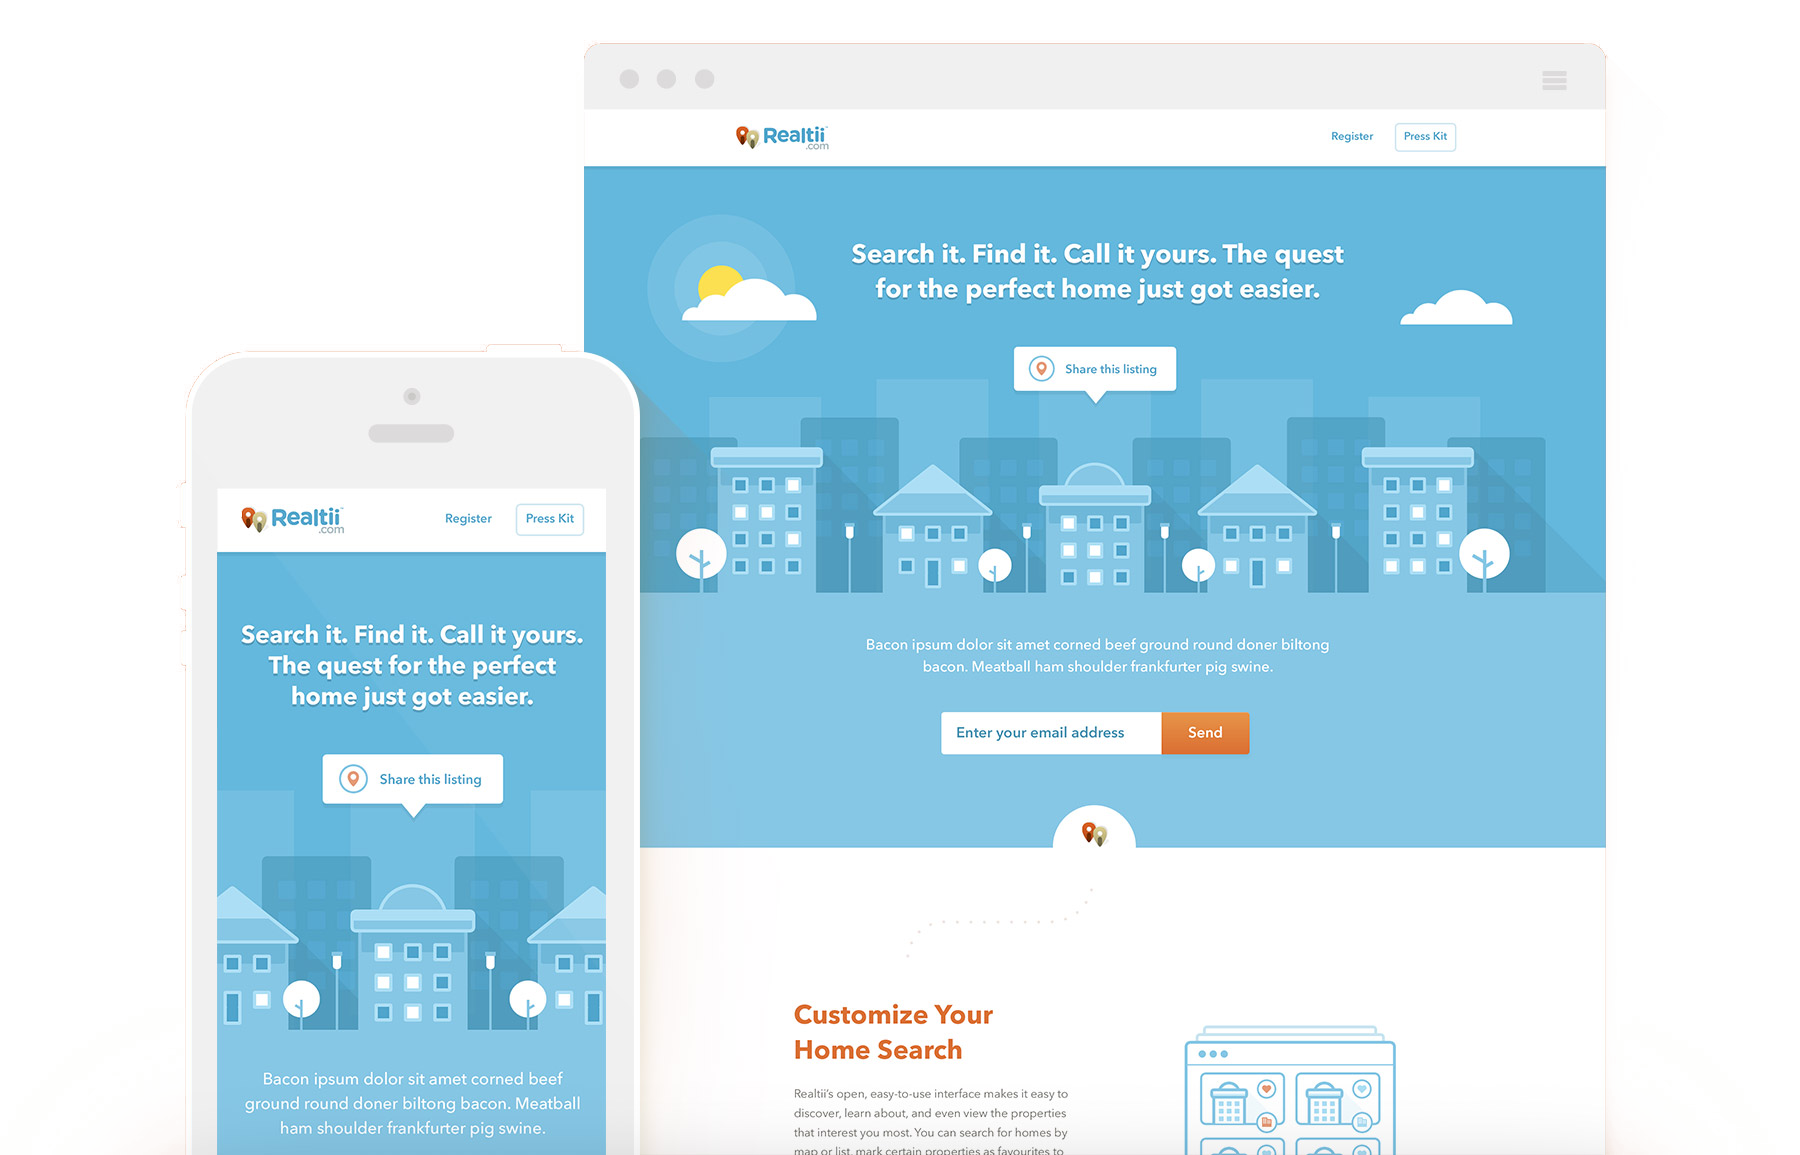 Realtii
.com
Register
Press Kit
Search it. Find it. Call it yours. The quest
for the perfect home just got easier.
Share this listing
Bacon ipsum dolor sit amet corned beef ground round doner biltong
bacon. Meatball ham shoulder frankfurter pig swine.
Enter your email address
Send
Customize Your
Home Search
Realtii's open, easy-to-use interface makes it easy to
discover, learn about, and even view the properties
that interest you most. You can search for homes by
map or list, mark certain properties as favourites to
Realtii
.com
Register
Press Kit
Search it. Find it. Call it yours.
The quest for the perfect
home just got easier.
Share this listing
Bacon ipsum dolor sit amet corned beef
ground round doner biltong bacon. Meatball
ham shoulder frankfurter pig swine.